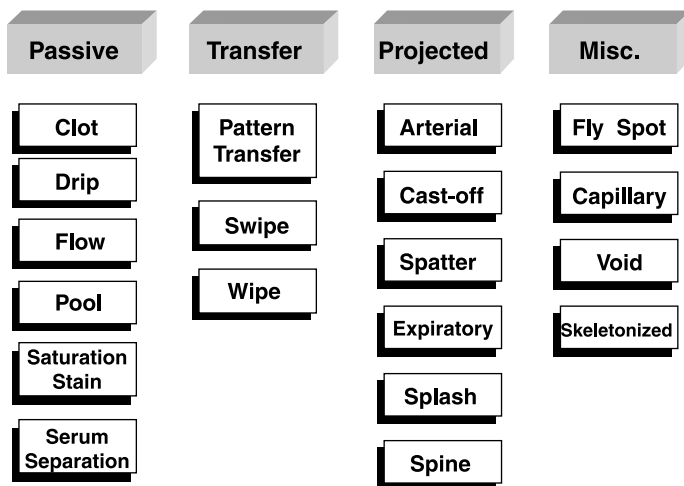 Passive
Clot
Drip
Flow
Pool
Saturation
Stain
Serum
Separation
Transfer
Pattern
Transfer
Swipe
Wipe
Projected
Arterial
Cast-off
Spatter
Expiratory
Splash
Spine
Misc.
Fly Spot
Capillary
Void
Skeletonized